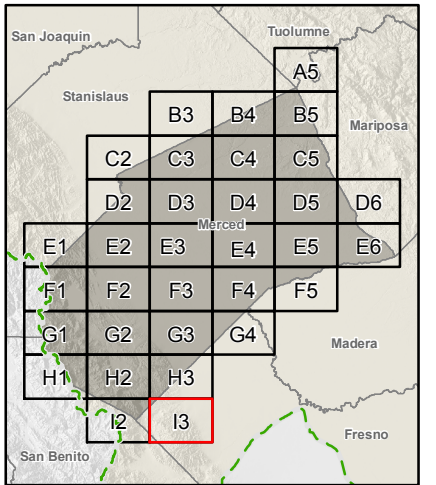 San Joaquin
Tuolumne
A5
Stanislaus
B3 B4 B5
Mariposa
C2 C3 C4 C5
D2 D3 D4 D5 D6
Merced
E1 E2 E3 E4 E5 E6
F1 F2 F3 F4 F5
G1 G2 G3 G4
Madera
H1 H2 H3
I2 I3
Fresno
San Benito